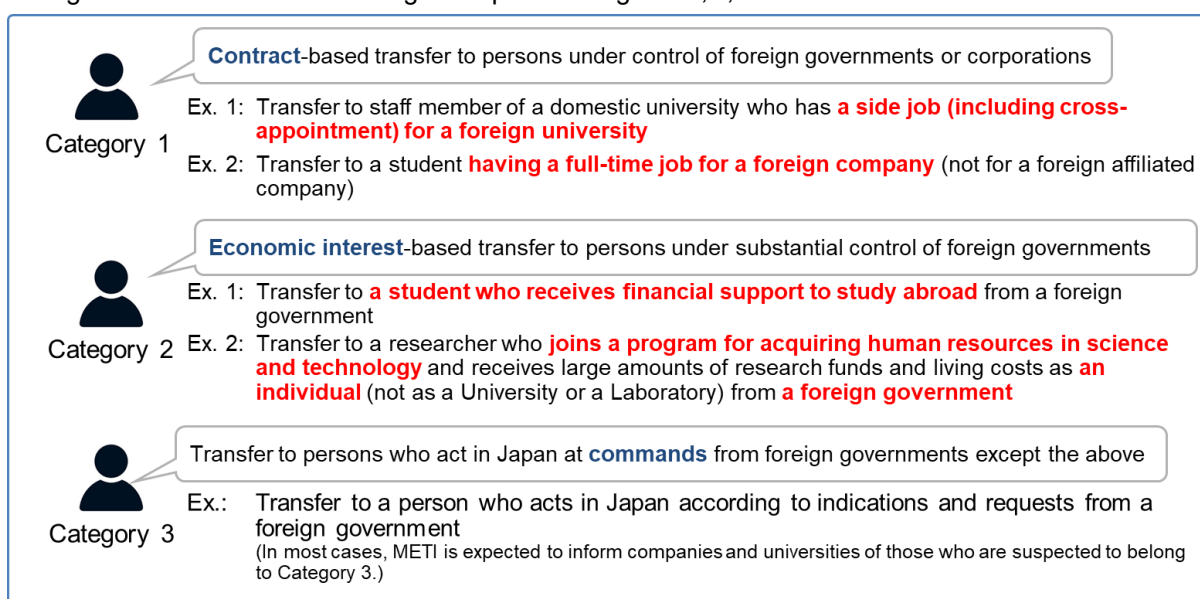 Contract-based transfer to persons under control of foreign governments or corporations
Ex. 1: Transfer to staff member of a domestic university who has a side job (including cross-
appointment) for a foreign university
Category 1
Ex. 2: Transfer to a student having a full-time job for a foreign company (not for a foreign affiliated
company)
Economic interest-based transfer to persons under substantial control of foreign governments
Ex. 1: Transfer to a student who receives financial support to study abroad from a foreign
government
Category 2
Ex. 2: Transfer to a researcher who joins a program for acquiring human resources in science
and technology and receives large amounts of research funds and living costs as an
individual (not as a University or a Laboratory) from a foreign government
Transfer to persons who act in Japan at commands from foreign governments except the above
Ex.: Transfer to a person who acts in Japan according to indications and requests from a
foreign government
Category 3
(In most cases, METI is expected to inform companies and universities of those who are suspected to belong
to Category 3.)